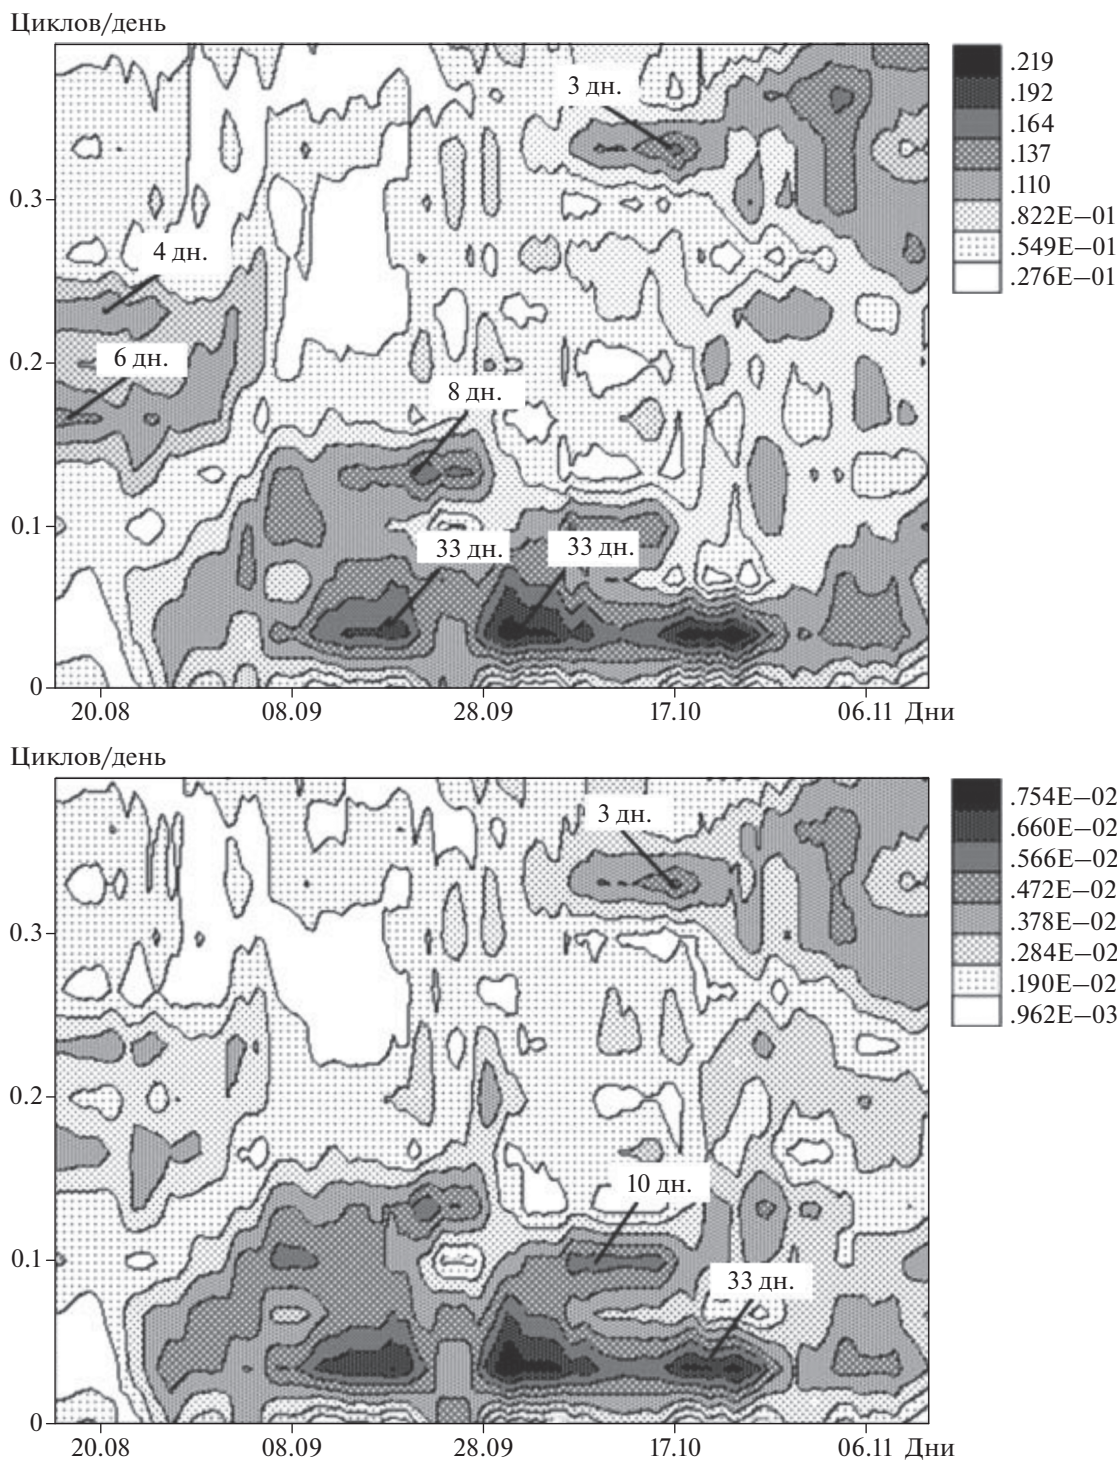 Циклов/день
3 дн.
4 дн.
6 дн.
8 дн.
33 дн.
33 дн.
0.3
0.2
0.1
0
20.08
08.09
28.09
17.10
06.11
Дни
.219
.192
.164
.137
.110
.822E−01
.549E−01
.276E−01
Циклов/день
3 дн.
10 дн.
33 дн.
0.3
0.2
0.1
0
20.08
08.09
28.09
17.10
06.11
Дни
.754E−02
.660E−02
.566E−02
.472E−02
.378E−02
.284E−02
.190E−02
.962E−03